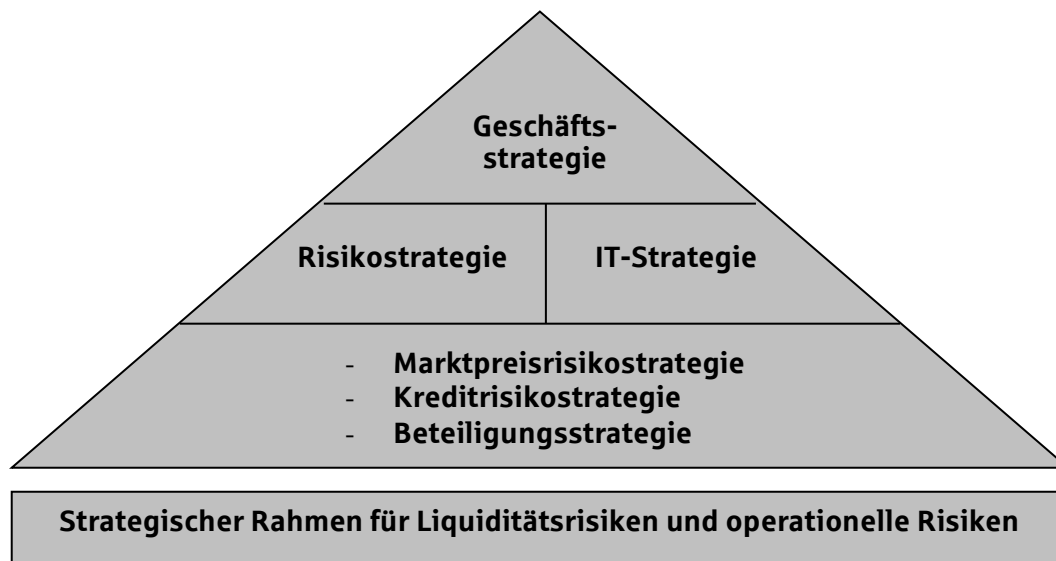 Geschäfts-
strategie
Risikostrategie
IT-Strategie
- Marktpreisrisikostrategie
- Kreditrisikostrategie
- Beteiligungsstrategie
Strategischer Rahmen für Liquiditätsrisiken und operationelle Risiken